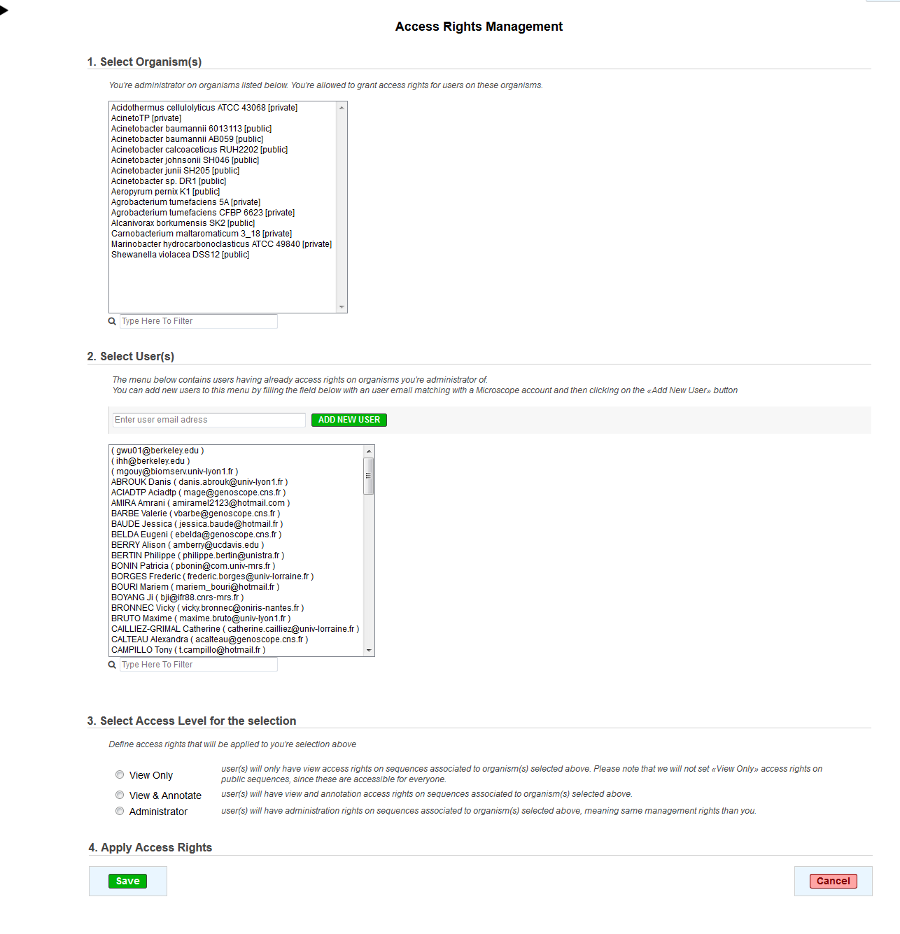 Access Rights Management
1. Select Organism(s)
You're administrator on organisms listed below. You're allowed to grant access rights for users on these organisms.
Acidothermus cellulolyticus ATCC 43068 [private]
AcinetoTP [private]
Acinetobacter baumannii 6013113 [public]
Acinetobacter baumannii AB059 [public]
Acinetobacter calcoaceticus RUH2202 [public]
Acinetobacter johnsonii SH046 [public]
Acinetobacter junii SH205 [public]
Acinetobacter sp. DR1 [public]
Aeropyrum pernix K1 [public]
Agrobacterium tumefaciens 5A [private]
Agrobacterium tumefaciens CFBP 6623 [private]
Alcanivorax borkumensis SK2 [public]
Carnobacterium maltaromaticum 3_18 [private]
Marinobacter hydrocarbonoclasticus ATCC 49840 [private]
Shewanella violacea DSS12 [public]
Type Here To Filter
2. Select User(s)
The menu below contains users having already access rights on organisms you're administrator of.
You can add new users to this menu by filling the field below with an user email matching with a Microscope account and then clicking on the «Add New User» button
Enter user email adress
ADD NEW USER
( gwu01@berkeley.edu )
( ihh@berkeley.edu )
( mgouy@biomserv.univ-lyon1.fr )
ABROUK Danis ( danis.abrouk@univ-lyon1.fr )
ACIADTP Aciadtp ( mage@genoscope.cns.fr )
AMIRA Amrani ( amiramel2123@hotmail.com )
BARBE Valerie ( vbarbe@genoscope.cns.fr )
BAUDE Jessica ( jessica.baude@hotmail.fr )
BELDA Eugeni ( ebelda@genoscope.cns.fr )
BERRY Alison ( amberry@ucdavis.edu )
BERTIN Philippe ( philippe.bertin@unistra.fr )
BONIN Patricia ( pbonin@com.univ-mrs.fr )
BORGES Frederic ( frederic.borges@univ-lorraine.fr )
BOURI Mariem ( mariem_bouri@hotmail.fr )
BOYANG Ji ( bji@ifr88.cnrs-mrs.fr )
BRONNEC Vicky ( vicky.bronnec@oniris-nantes.fr )
BRUTO Maxime ( maxime.bruto@univ-lyon1.fr )
CAILLIEZ-GRIMAL Catherine ( catherine.cailliez@univ-lorraine.fr )
CALTEAU Alexandra ( acalteau@genoscope.cns.fr )
CAMPILLO Tony ( t.campillo@hotmail.fr )
Type Here To Filter
3. Select Access Level for the selection
Define access rights that will be applied to you're selection above
View Only
user(s) will only have view access rights on sequences associated to organism(s) selected above. Please note that we will not set «View Only» access rights on
public sequences, since these are accessible for everyone.
View & Annotate
user(s) will have view and annotation access rights on sequences associated to organism(s) selected above.
Administrator
user(s) will have administration rights on sequences associated to organism(s) selected above, meaning same management rights than you.
4. Apply Access Rights
Save
Cancel